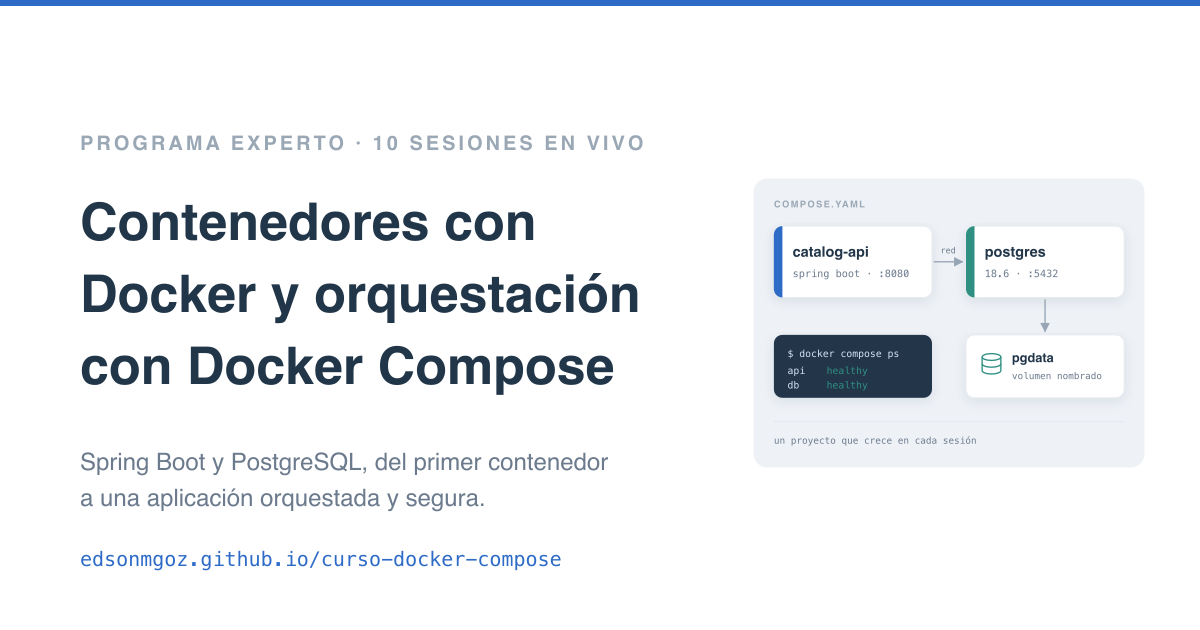 PROGRAMA EXPERTO · 10 SESIONES EN VIVO
Contenedores con
Docker y orquestación
con Docker Compose
Spring Boot y PostgreSQL, del primer contenedor
a una aplicación orquestada y segura.
edsonmgoz.github.io/curso-docker-compose
COMPOSE.YAML
catalog-api
spring boot · :8080
red
postgres
18.6 · :5432
$ docker compose ps
api healthy
db healthy
pgdata
volumen nombrado
un proyecto que crece en cada sesión